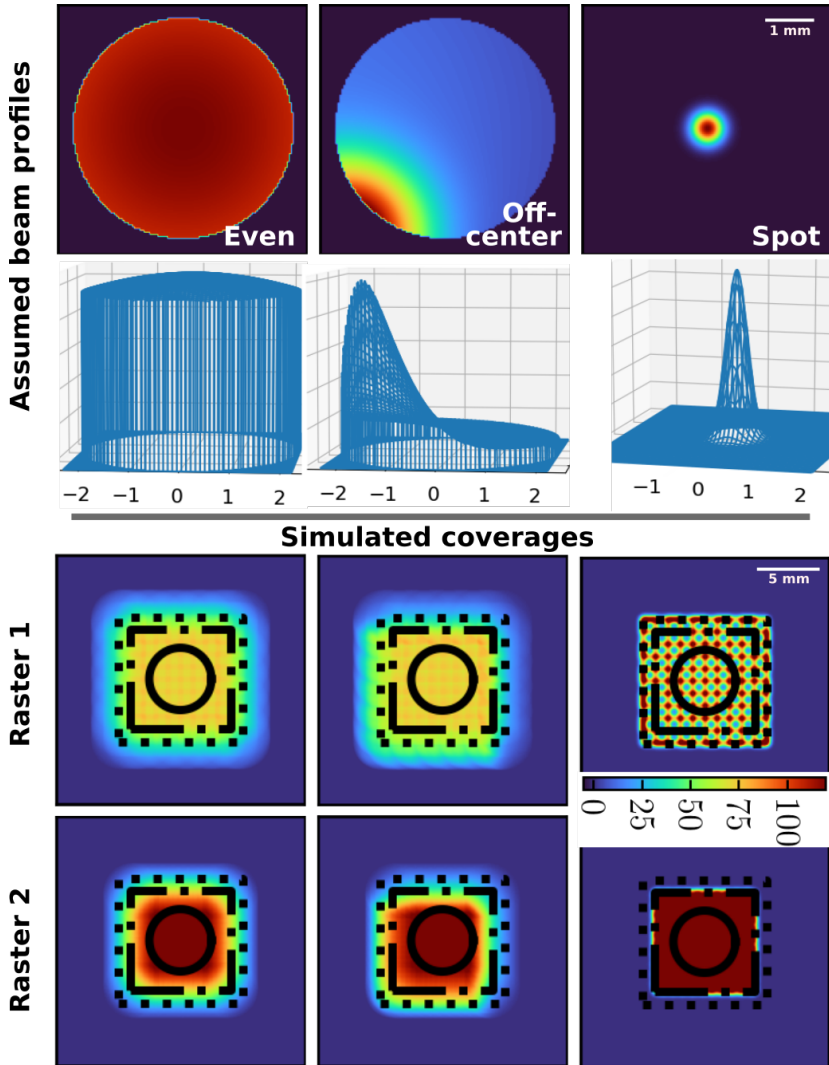 Assumed beam profiles
1 mm
Even
Off-
center
Spot
−2 −1 0 1 2
−2 −1 0 1 2
−1 0 1 2
Simulated coverages
Raster 1
5 mm
0 25 50 75 100
Raster 2